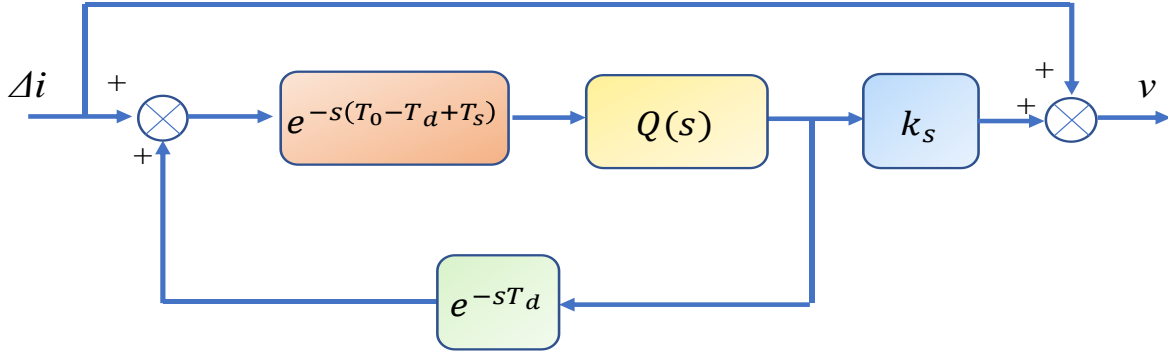 +
Δi
+
e^{-s(T_0-T_d+T_s)}
Q(s)
k_s
+
v
+
e^{-sT_d}